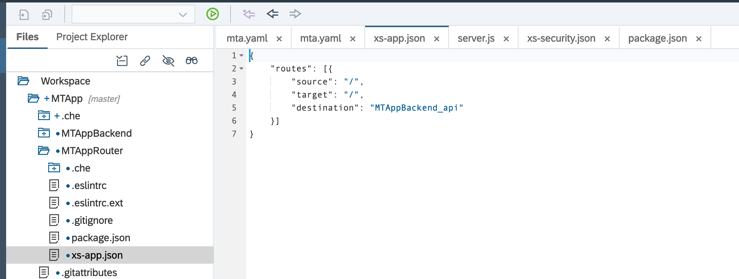 Files
Project Explorer
Workspace
+ MTApp [master]
+ .che
MTAppBackend
MTAppRouter
.che
.eslintrc
.eslintrc.ext
.gitignore
package.json
xs-app.json
.gitattributes
mta.yaml × mta.yaml × xs-app.json × server.js × xs-security.json × package.json ×
1 {
2 "routes": [{
3 "source": "/",
4 "target": "/",
5 "destination": "MTAppBackend_api"
6 }]
7 }